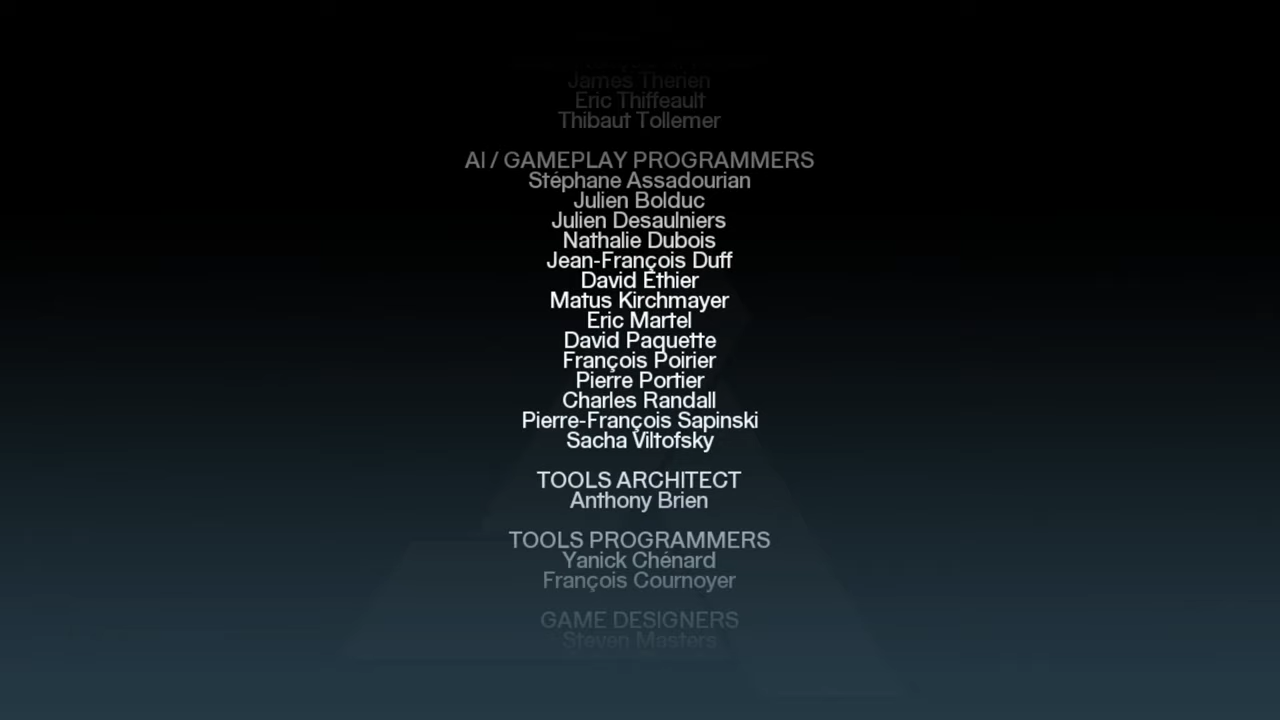 James Therien
Eric Thiffeault
Thibaut Tollemer
AI / GAMEPLAY PROGRAMMERS
Stéphane Assadourian
Julien Bolduc
Julien Desaulniers
Nathalie Dubois
Jean-François Duff
David Ethier
Matus Kirchmayer
Eric Martel
David Paquette
François Poirier
Pierre Portier
Charles Randall
Pierre-François Sapinski
Sacha Viltofsky
TOOLS ARCHITECT
Anthony Brien
TOOLS PROGRAMMERS
Yanick Chénard
François Cournoyer
GAME DESIGNERS
Steven Masters